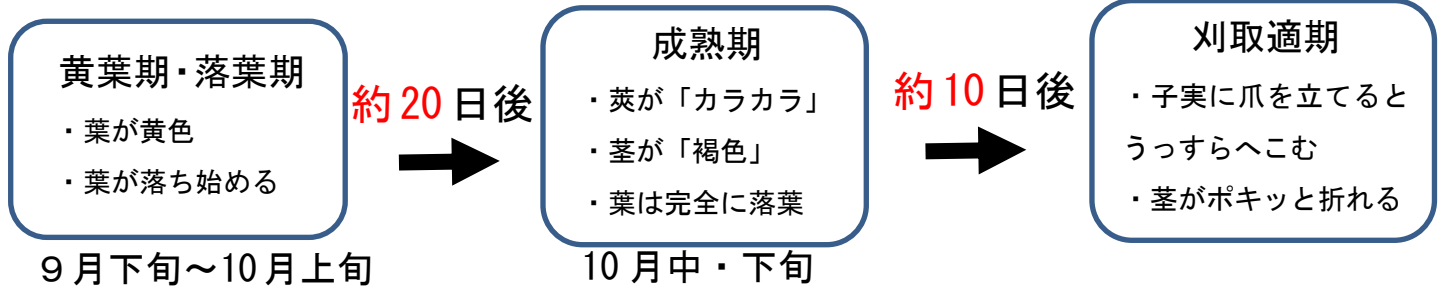 黄葉期・落葉期
・葉が黄色
・葉が落ち始める
9月下旬～10月上旬
約20日後
成熟期
・莢が「カラカラ」
・茎が「褐色」
・葉は完全に落葉
10月中・下旬
約10日後
刈取適期
・子実に爪を立てると
うっすらへこむ
・茎がポキッと折れる